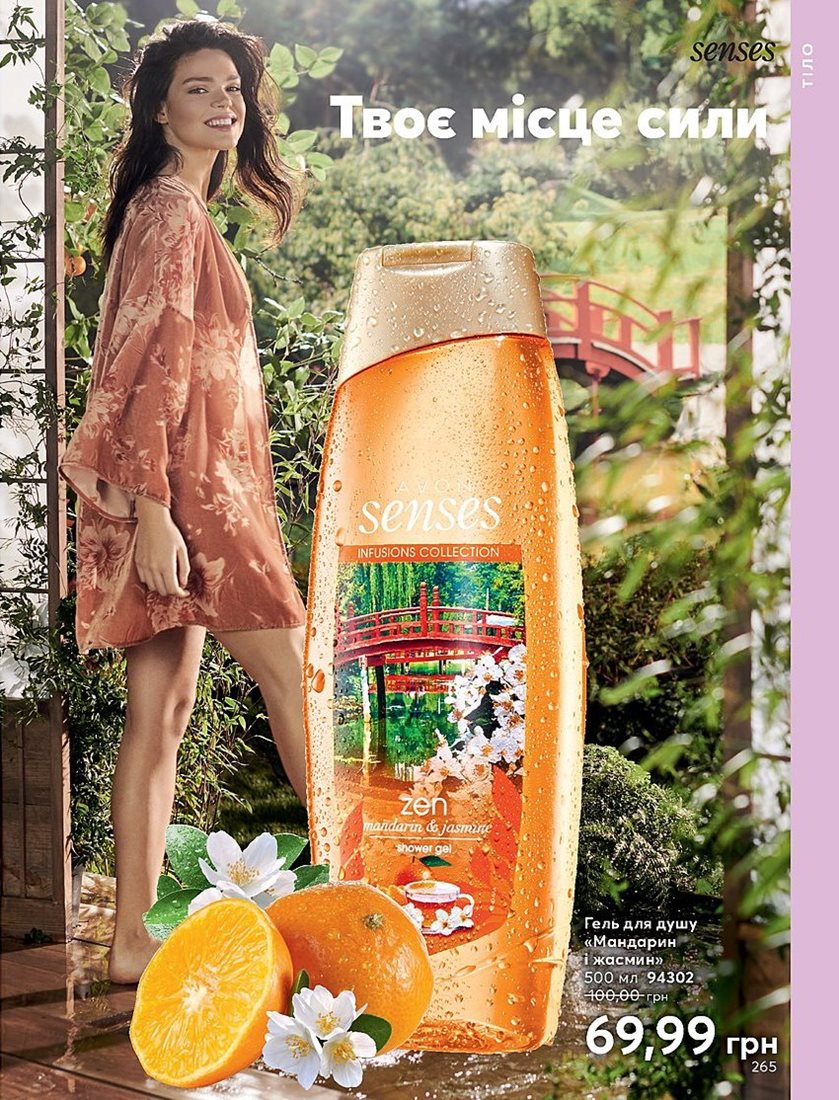 senses
ТІЛО
Твоє місце сили
AVON
senses
INFUSIONS COLLECTION
zen
mandarin & jasmine
shower gel
Гель для душу
«Мандарин
і жасмин»
500 мл 94302
100,00 грн
69,99 грн
265